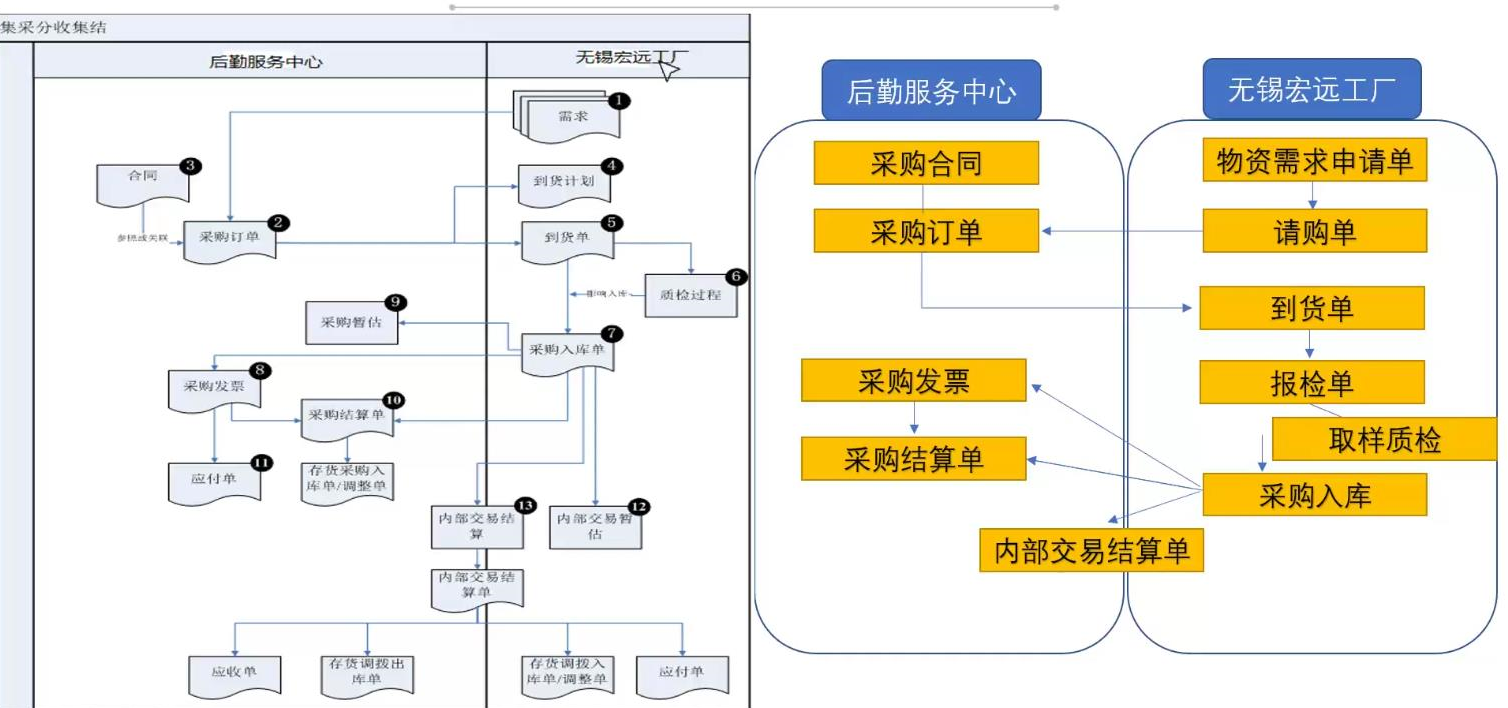 集采分收集结
后勤服务中心
无锡宏远工厂
1
需求
3
合同
4
到货计划
2
采购订单
参照或关联
5
到货单
6
质检过程
影响入库
9
采购暂估
7
采购入库单
8
采购发票
10
采购结算单
11
应付单
存货采购入
库单/调整单
13
内部交易结
算
12
内部交易暂
估
内部交易结
算单
应收单
存货调拨出
库单
存货调拨入
库单/调整单
应付单
后勤服务中心
无锡宏远工厂
采购合同
物资需求申请单
采购订单
请购单
到货单
采购发票
报检单
取样质检
采购结算单
采购入库
内部交易结算单